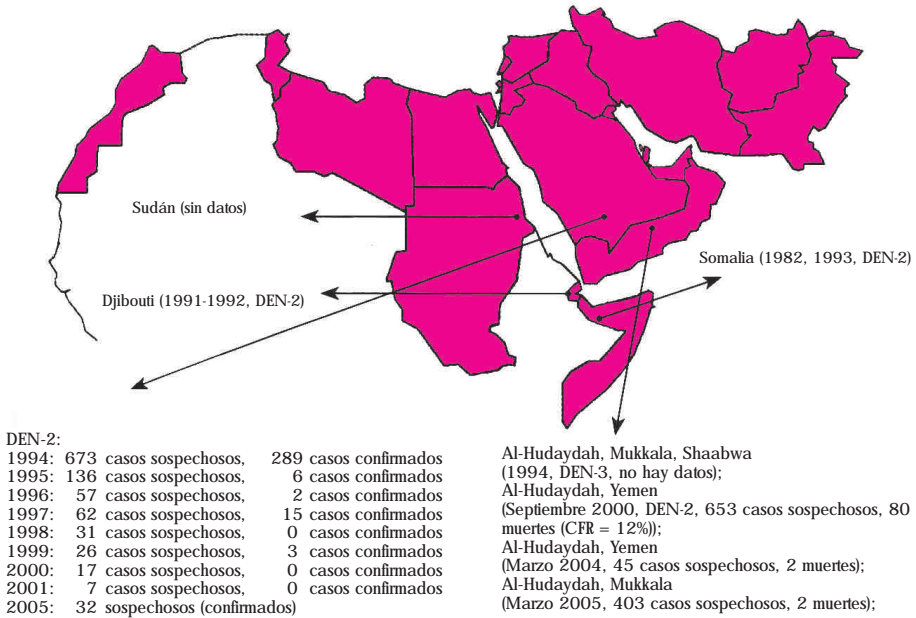 Sudán (sin datos)
Somalia (1982, 1993, DEN-2)
Djibouti (1991-1992, DEN-2)
DEN-2:
1994: 673 casos sospechosos, 289 casos confirmados
1995: 136 casos sospechosos, 6 casos confirmados
1996: 57 casos sospechosos, 2 casos confirmados
1997: 62 casos sospechosos, 15 casos confirmados
1998: 31 casos sospechosos, 0 casos confirmados
1999: 26 casos sospechosos, 3 casos confirmados
2000: 17 casos sospechosos, 0 casos confirmados
2001: 7 casos sospechosos, 0 casos confirmados
2005: 32 sospechosos (confirmados)
Al-Hudaydah, Mukkala, Shaabwa
(1994, DEN-3, no hay datos);
Al-Hudaydah, Yemen
(Septiembre 2000, DEN-2, 653 casos sospechosos, 80
muertes (CFR = 12%));
Al-Hudaydah, Yemen
(Marzo 2004, 45 casos sospechosos, 2 muertes);
Al-Hudaydah, Mukkala
(Marzo 2005, 403 casos sospechosos, 2 muertes);